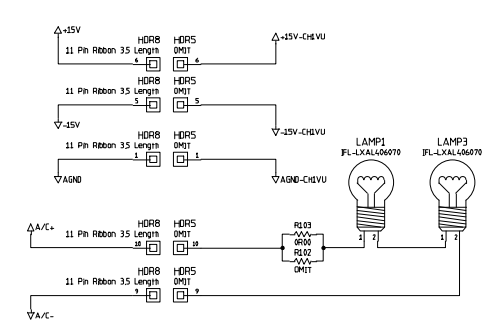 +15V
HDR8 HDR5
11 Pin Ribbon 3.5 Length OMIT
6 6
+15V-CH1VU
HDR8 HDR5
11 Pin Ribbon 3.5 Length OMIT
5 5
-15V
-15V-CH1VU
HDR8 HDR5
11 Pin Ribbon 3.5 Length OMIT
1 1
AGND
AGND-CH1VU
LAMP1
IFL-LXAL406070
1 2
LAMP3
IFL-LXAL406070
1 2
A/C+
HDR8 HDR5
11 Pin Ribbon 3.5 Length OMIT
10 10
R103
0R00
R102
OMIT
HDR8 HDR5
11 Pin Ribbon 3.5 Length OMIT
9 9
A/C-